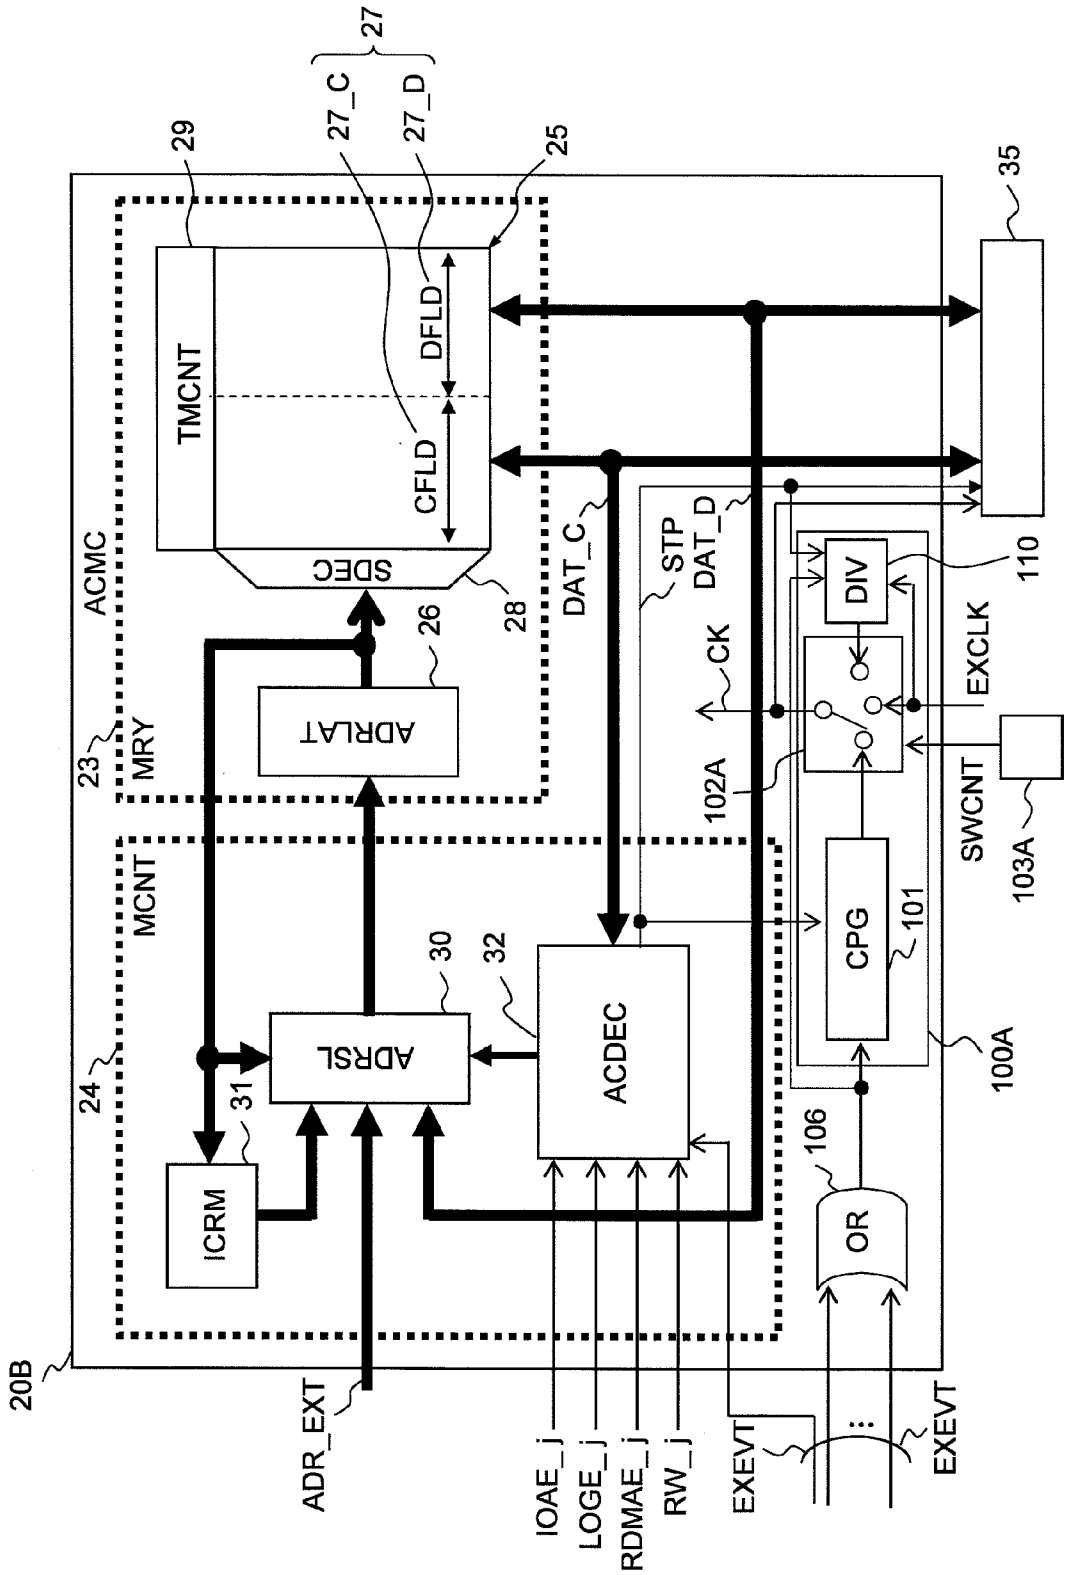 20B
24
MCNT
23
MRY
ACMC
29
27
27_C
27_D
25
TMCNT
CFLD
DFLD
SDEC
28
26
ADRLAT
ICRM
31
ADRSL
30
32
ACDEC
ADR_EXT
IOAE_j
LOGE_j
RDMAE_j
RW_j
EXEVT
...
EXEVT
DAT_C
STP
DAT_D
CK
102A
35
106
OR
CPG
101
DIV
110
100A
SWCNT
103A
EXCLK